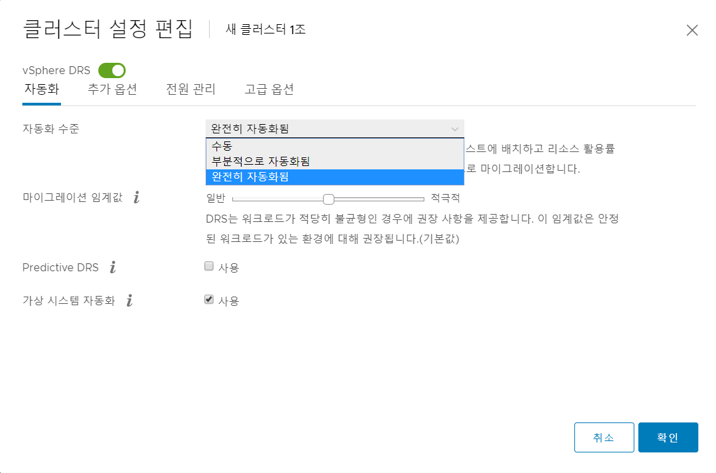 클러스터 설정 편집 새 클러스터 1조
vSphere DRS
자동화 추가 옵션 전원 관리 고급 옵션
자동화 수준 완전히 자동화됨
수동
부분적으로 자동화됨
완전히 자동화됨
스트에 배치하고 리소스 활용률
로 마이그레이션합니다.
마이그레이션 임계값 i 일반 적극적
DRS는 워크로드가 적당히 불균형인 경우에 권장 사항을 제공합니다. 이 임계값은 안정
된 워크로드가 있는 환경에 대해 권장됩니다.(기본값)
Predictive DRS i 사용
가상 시스템 자동화 i 사용
취소 확인